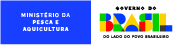 MINISTÉRIO DA
PESCA E
AQUICULTURA
GOVERNO DO
BRASIL
DO LADO DO POVO BRASILEIRO